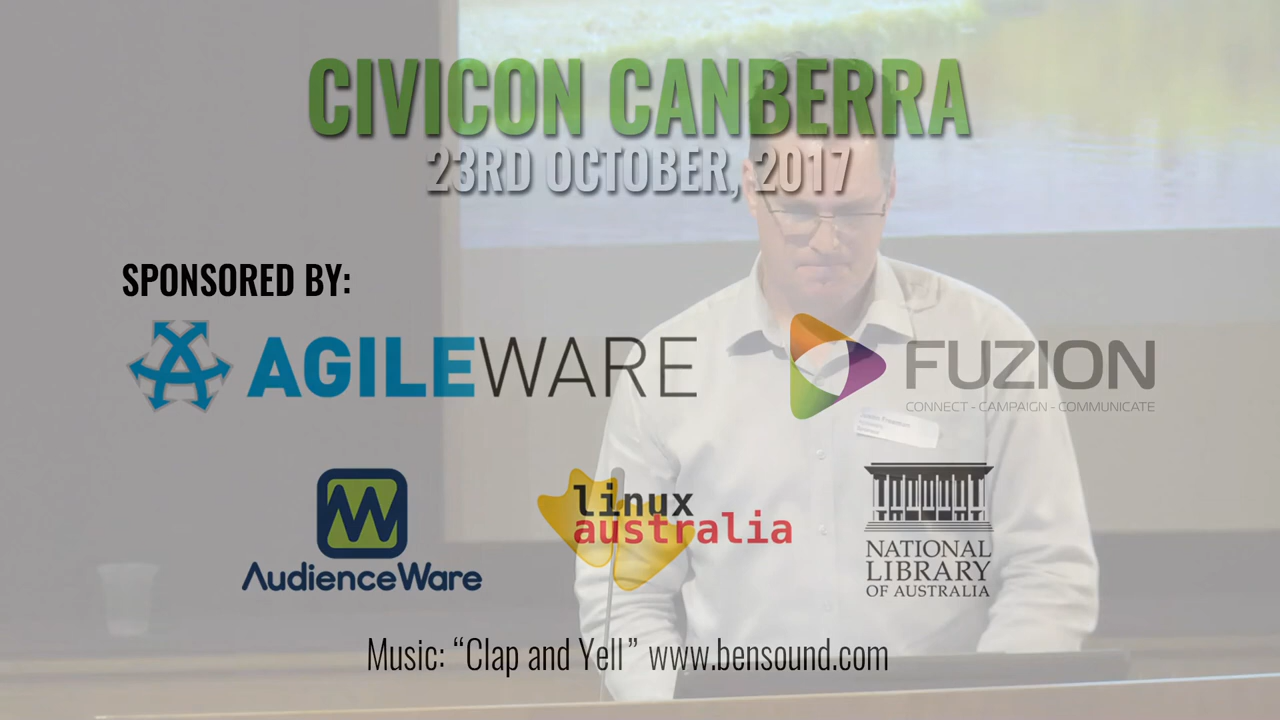 CIVICON CANBERRA
23RD OCTOBER, 2017
SPONSORED BY:
AGILEWARE
FUZION
CONNECT - CAMPAIGN - COMMUNICATE
linux
australia
AudienceWare
NATIONAL
LIBRARY
OF AUSTRALIA
Music: “Clap and Yell” www.bensound.com